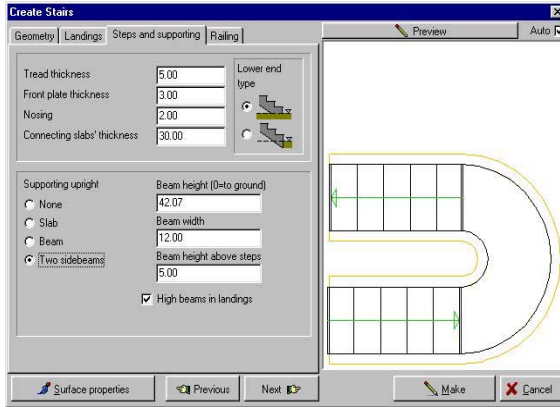 Create Stairs
Geometry Landings Steps and supporting Railing
Preview
Auto
Tread thickness 5.00
Front plate thickness 3.00
Nosing 2.00
Connecting slabs' thickness 30.00
Lower end
type
Supporting upright
None
Slab
Beam
Two sidebeams
Beam height (0=to ground)
42.07
Beam width
12.00
Beam height above steps
5.00
High beams in landings
Surface properties
Previous
Next
Make
Cancel